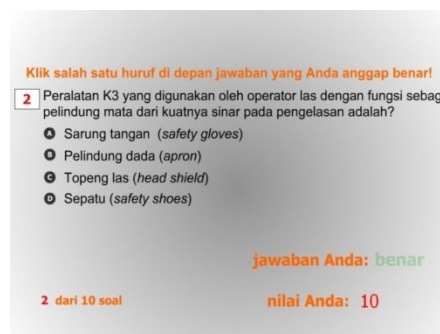 Klik salah satu huruf di depan jawaban yang Anda anggap benar!
2 Peralatan K3 yang digunakan oleh operator las dengan fungsi sebag
pelindung mata dari kuatnya sinar pada pengelasan adalah?
A Sarung tangan (safety gloves)
B Pelindung dada (apron)
C Topeng las (head shield)
D Sepatu (safety shoes)
jawaban Anda: benar
2 dari 10 soal
nilai Anda: 10